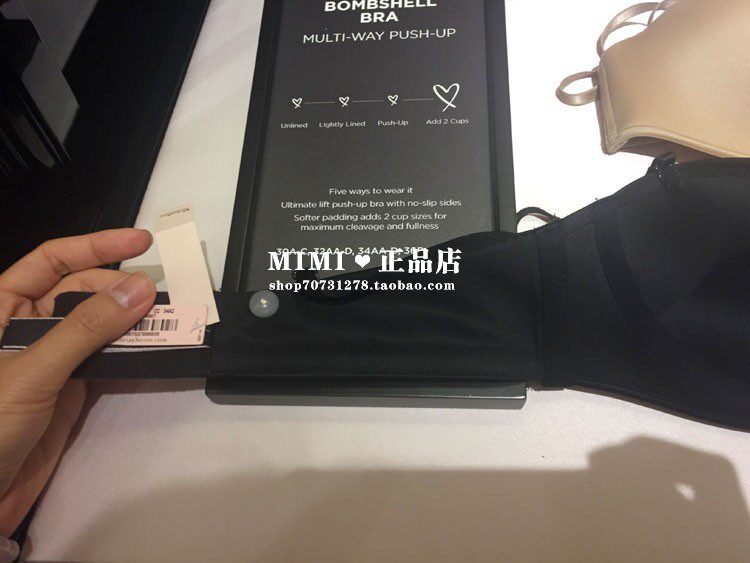 BOMBSHELL
BRA
MULTI-WAY PUSH-UP
Unlined Lightly Lined Push-Up Add 2 Cups
Five ways to wear it
Ultimate lift push-up bra with no-slip sides
Softer padding adds 2 cup sizes for
maximum cleavage and fullness
MIMI❤正品店
shop70731278.taobao.com
34A2